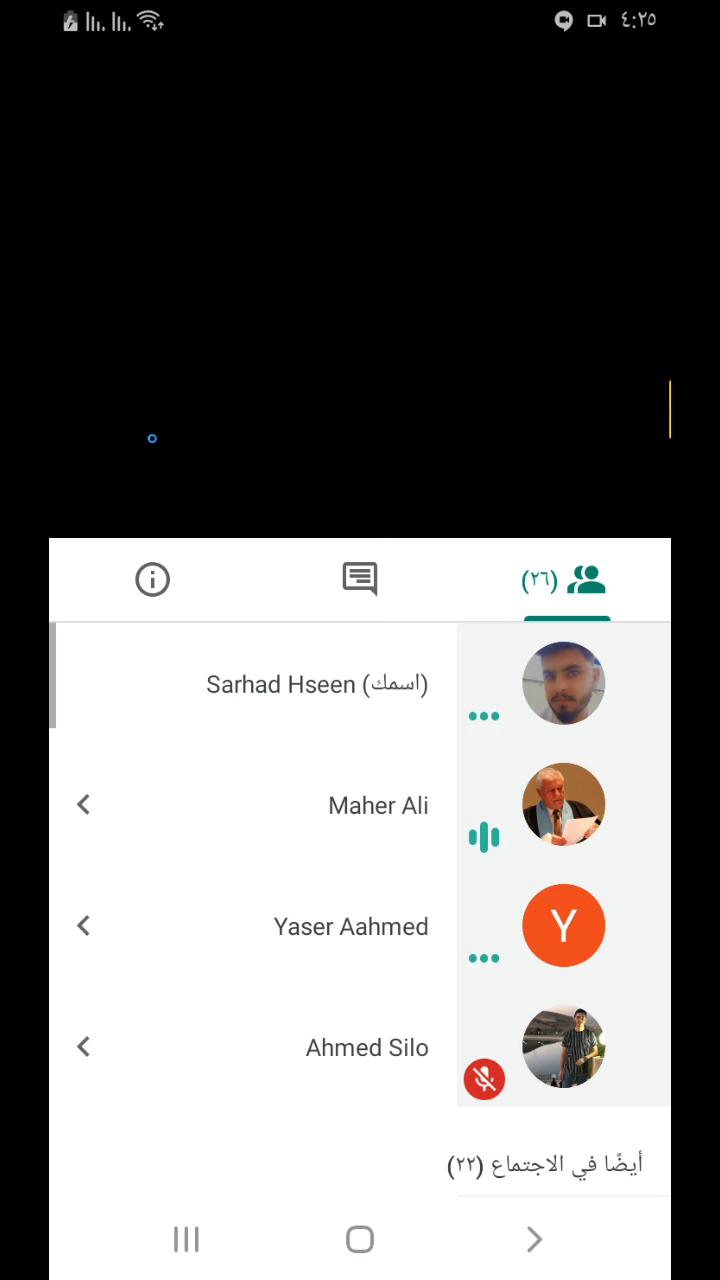 ٤:٢٥
(٢٦)
Sarhad Hseen (اسمك)
Maher Ali
Yaser Aahmed
Y
Ahmed Silo
أيضًا في الاجتماع (٢٢)